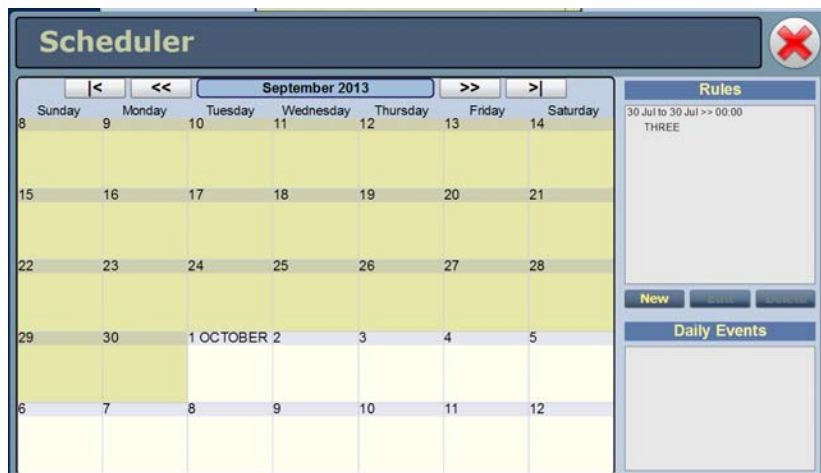 Scheduler
|< << September 2013 >> >|
Sunday Monday Tuesday Wednesday Thursday Friday Saturday
8 9 10 11 12 13 14
15 16 17 18 19 20 21
22 23 24 25 26 27 28
29 30 1 OCTOBER 2 3 4 5
6 7 8 9 10 11 12
Rules
30 Jul to 30 Jul >> 00:00
THREE
New Edit Delete
Daily Events